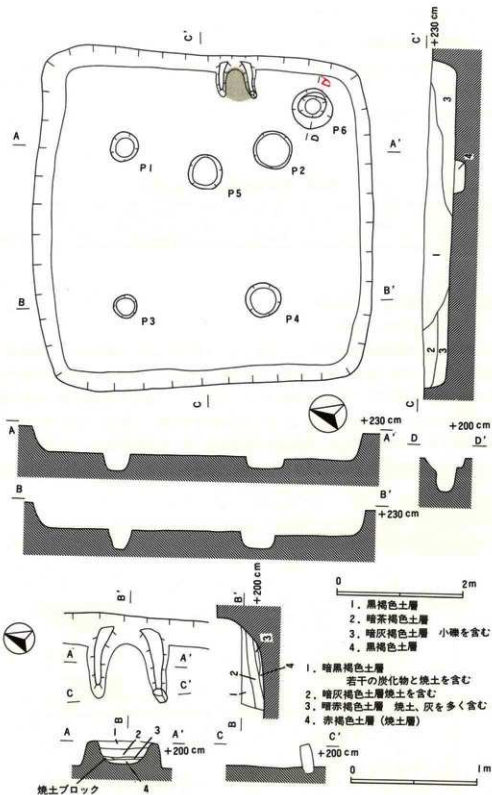 C'
C'
+230 cm
D'
D
P6
3
A
A'
P1
P2
P5
4
1
B
B'
P3
P4
2
3
C
C
A
A'
+230 cm
+200 cm
D
D'
B
B'
+230 cm
0 2m
1. 黒褐色土層
2. 暗茶褐色土層
3. 暗灰褐色土層 小礫を含む
4. 黒褐色土層
B'
B'
+200 cm
A
A'
C
C'
3
2
1
4
1. 暗黒褐色土層
若干の炭化物と焼土を含む
2. 暗灰褐色土層焼土を含む
3. 暗赤褐色土層 焼土、灰を多く含む
4. 赤褐色土層(焼土層)
B
B
A
1
2
3
A'
+200 cm
C
C'
+200 cm
焼土ブロック
4
0 1m